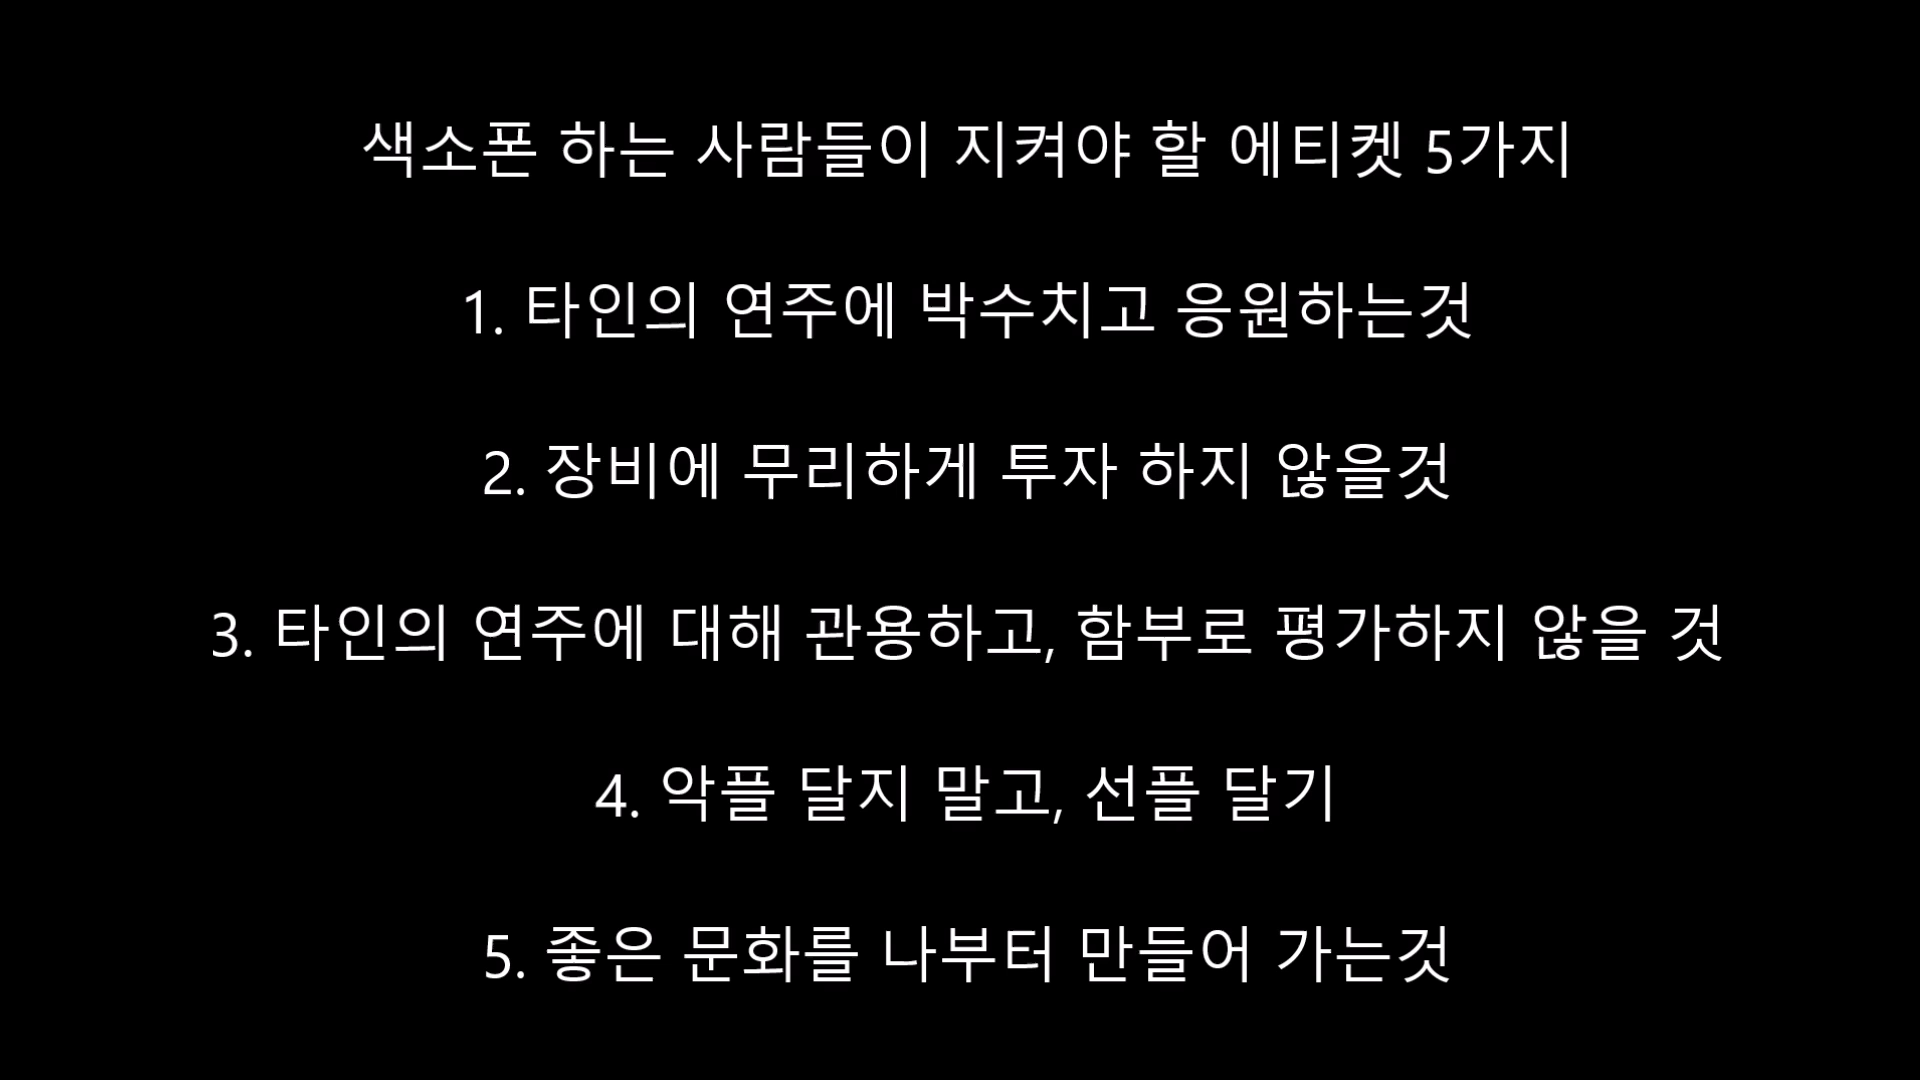 색소폰 하는 사람들이 지켜야 할 에티켓 5가지
1. 타인의 연주에 박수치고 응원하는것
2. 장비에 무리하게 투자 하지 않을것
3. 타인의 연주에 대해 관용하고, 함부로 평가하지 않을 것
4. 악플 달지 말고, 선플 달기
5. 좋은 문화를 나부터 만들어 가는것